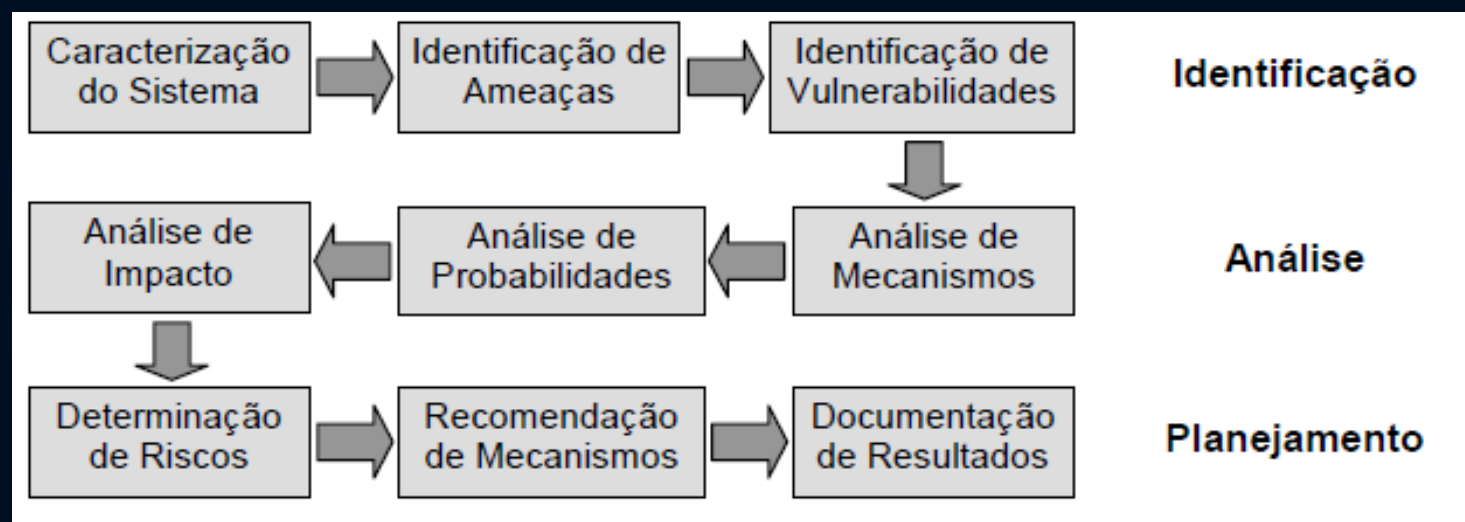 Caracterização
do Sistema
Identificação de
Ameaças
Identificação de
Vulnerabilidades
Identificação
Análise de
Impacto
Análise de
Probabilidades
Análise de
Mecanismos
Análise
Determinação
de Riscos
Recomendação
de Mecanismos
Documentação
de Resultados
Planejamento